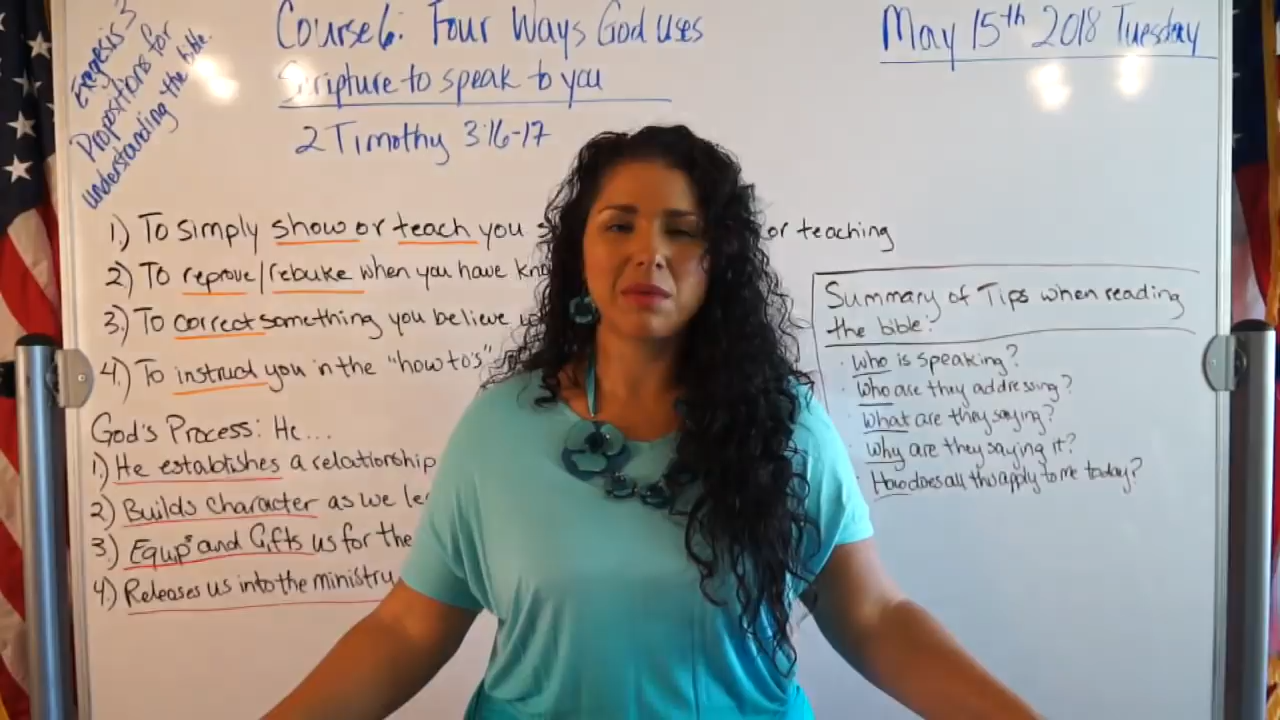 Exegesis 3
Propositions for
understanding the bible.
Course 6: Four Ways God uses
Scripture to speak to you
2 Timothy 3:16-17
May 15th 2018 Tuesday
1.) To simply show or teach you or teaching
2) To reprove/rebuke when you have
3.) To correct something you believe
4.) To instruct you in the "how to's"
God's Process: He...
1.) He establishes a relationship
2) Builds Character as we
3.) Equips and Gifts us for the
4.) Releases us into the ministry
Summary of Tips when reading
the bible:
· Who is speaking?
· Who are they addressing?
· What are they saying?
· Why are they saying it?
· How does all this apply to me today?